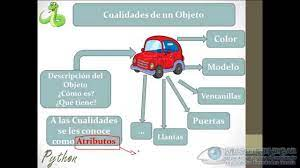 Cualidades de un Objeto
Color
Modelo
Descripción del
Objeto
¿Cómo es?
¿Que tiene?
Ventanillas
Puertas
A las Cualidades
se les conoce
como Atributos
...
Llantas
Python